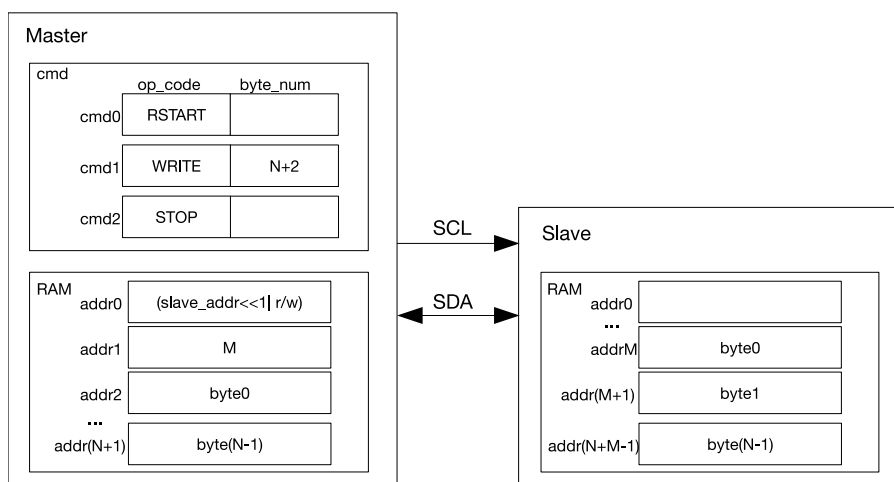 Master
cmd
op_code byte_num
cmd0 RSTART
cmd1 WRITE N+2
cmd2 STOP
RAM
addr0 (slave_addr<<1| r/w)
addr1 M
addr2 byte0
...
addr(N+1) byte(N-1)
SCL
SDA
Slave
RAM
addr0
...
addrM byte0
addr(M+1) byte1
addr(N+M-1) byte(N-1)